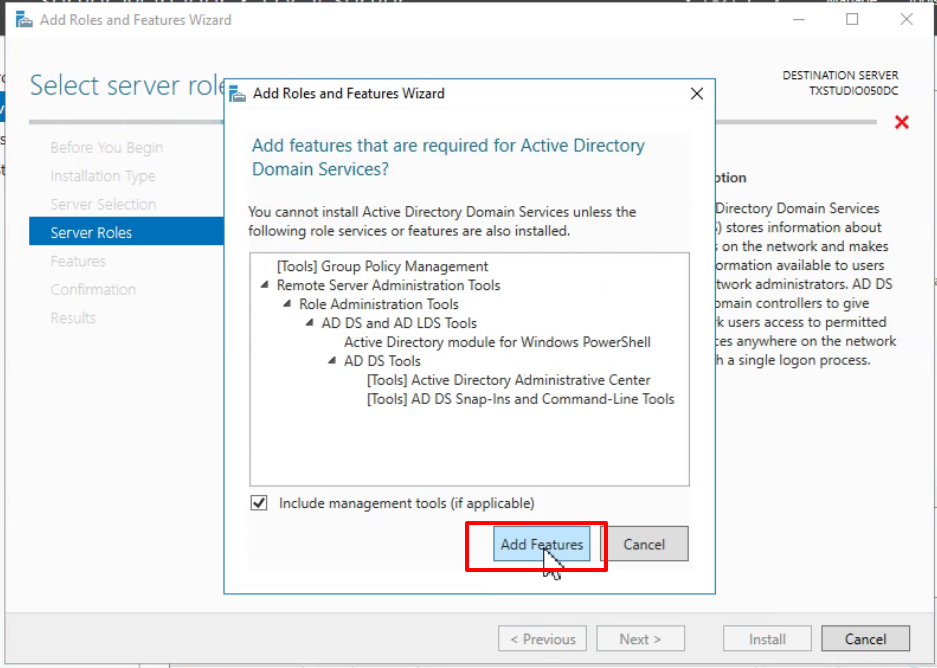 Add Roles and Features Wizard
Select server role
DESTINATION SERVER
TXSTUDIO050DC
Before You Begin
Installation Type
Server Selection
Server Roles
Features
Confirmation
Results
Add Roles and Features Wizard
Add features that are required for Active Directory
Domain Services?
You cannot install Active Directory Domain Services unless the
following role services or features are also installed.
[Tools] Group Policy Management
Remote Server Administration Tools
Role Administration Tools
AD DS and AD LDS Tools
Active Directory module for Windows PowerShell
AD DS Tools
[Tools] Active Directory Administrative Center
[Tools] AD DS Snap-Ins and Command-Line Tools
Include management tools (if applicable)
Add Features
Cancel
ption
Directory Domain Services
) stores information about
on the network and makes
ormation available to users
twork administrators. AD DS
omain controllers to give
k users access to permitted
ces anywhere on the network
h a single logon process.
< Previous
Next >
Install
Cancel